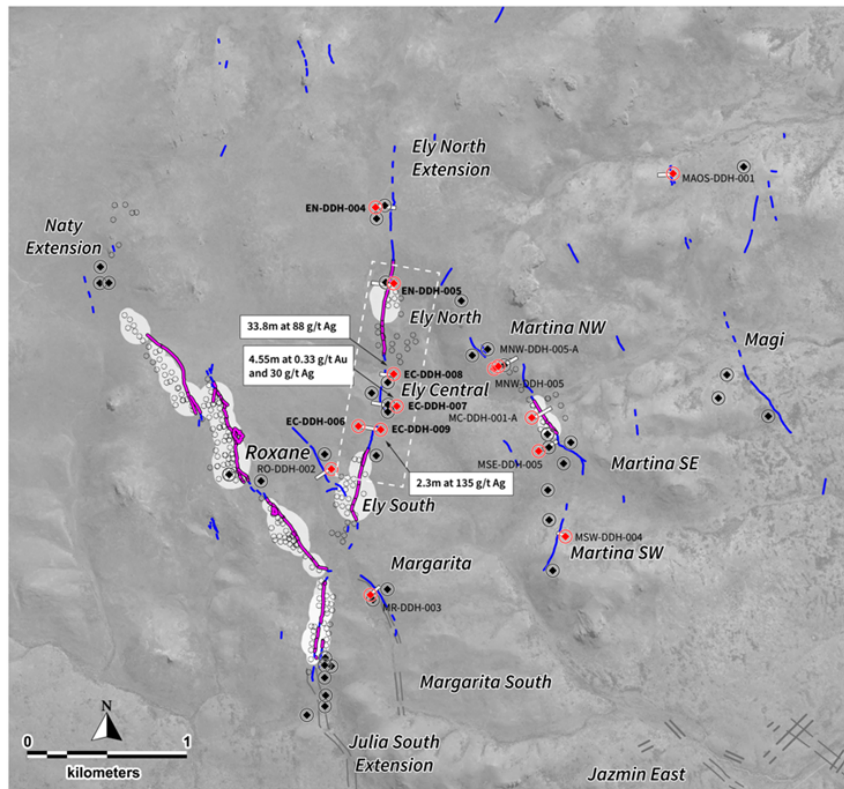 Ely North
Extension
MAOS-DDH-001
EN-DDH-004
Naty
Extension
EN-DDH-005
Ely North
33.8m at 88 g/t Ag
Martina NW
MNW-DDH-005-A
Magi
4.55m at 0.33 g/t Au
and 30 g/t Ag
EC-DDH-008
MNW-DDH-005
Ely Central
EC-DDH-007
MC-DDH-001-A
EC-DDH-006
EC-DDH-009
Roxane
RO-DDH-002
MSE-DDH-005
Martina SE
2.3m at 135 g/t Ag
Ely South
MSW-DDH-004
Martina SW
Margarita
MR-DDH-003
Margarita South
N
0 1
kilometers
Julia South
Extension
Jazmin East